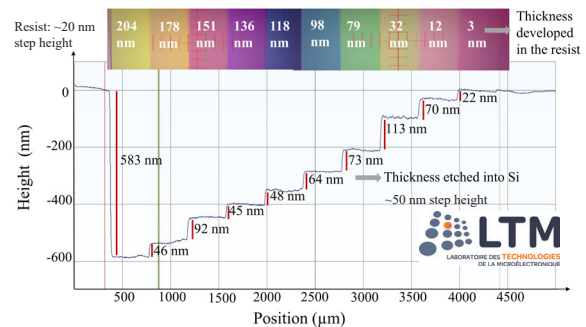 Resist: ~20 nm
step height
204 nm
178 nm
151 nm
136 nm
118 nm
98 nm
79 nm
32 nm
12 nm
3 nm
Thickness
developed
in the resist
0
-200
-400
-600
Height (nm)
583 nm
46 nm
92 nm
45 nm
48 nm
64 nm
73 nm
113 nm
70 nm
22 nm
Thickness etched into Si
~50 nm step height
LTM
LABORATOIRE DES TECHNOLOGIES
DE LA MICROÉLECTRONIQUE
500
1000
1500
2000
2500
3000
3500
4000
4500
Position (µm)